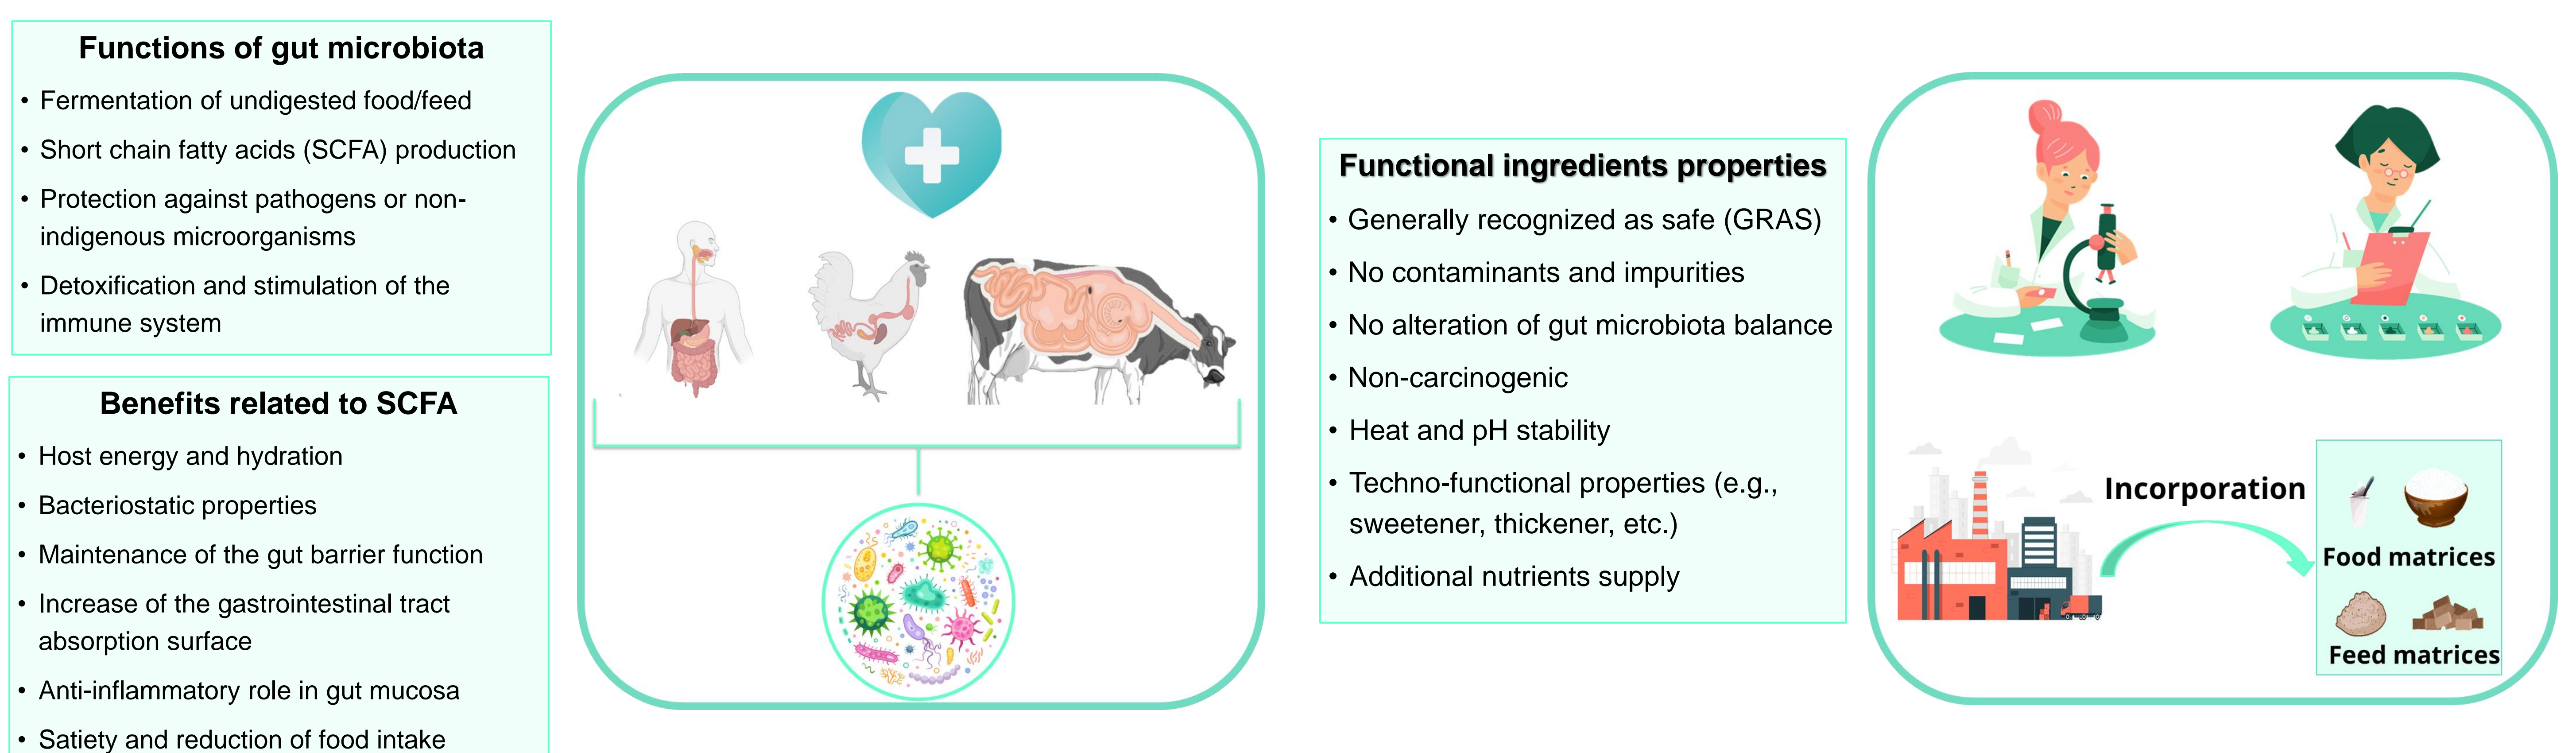 Functions of gut microbiota
• Fermentation of undigested food/feed
• Short chain fatty acids (SCFA) production
• Protection against pathogens or non-
indigenous microorganisms
• Detoxification and stimulation of the
immune system
Benefits related to SCFA
• Host energy and hydration
• Bacteriostatic properties
• Maintenance of the gut barrier function
• Increase of the gastrointestinal tract
absorption surface
• Anti-inflammatory role in gut mucosa
• Satiety and reduction of food intake
Functional ingredients properties
• Generally recognized as safe (GRAS)
• No contaminants and impurities
• No alteration of gut microbiota balance
• Non-carcinogenic
• Heat and pH stability
• Techno-functional properties (e.g.,
sweetener, thickener, etc.)
• Additional nutrients supply
Incorporation
Food matrices
Feed matrices